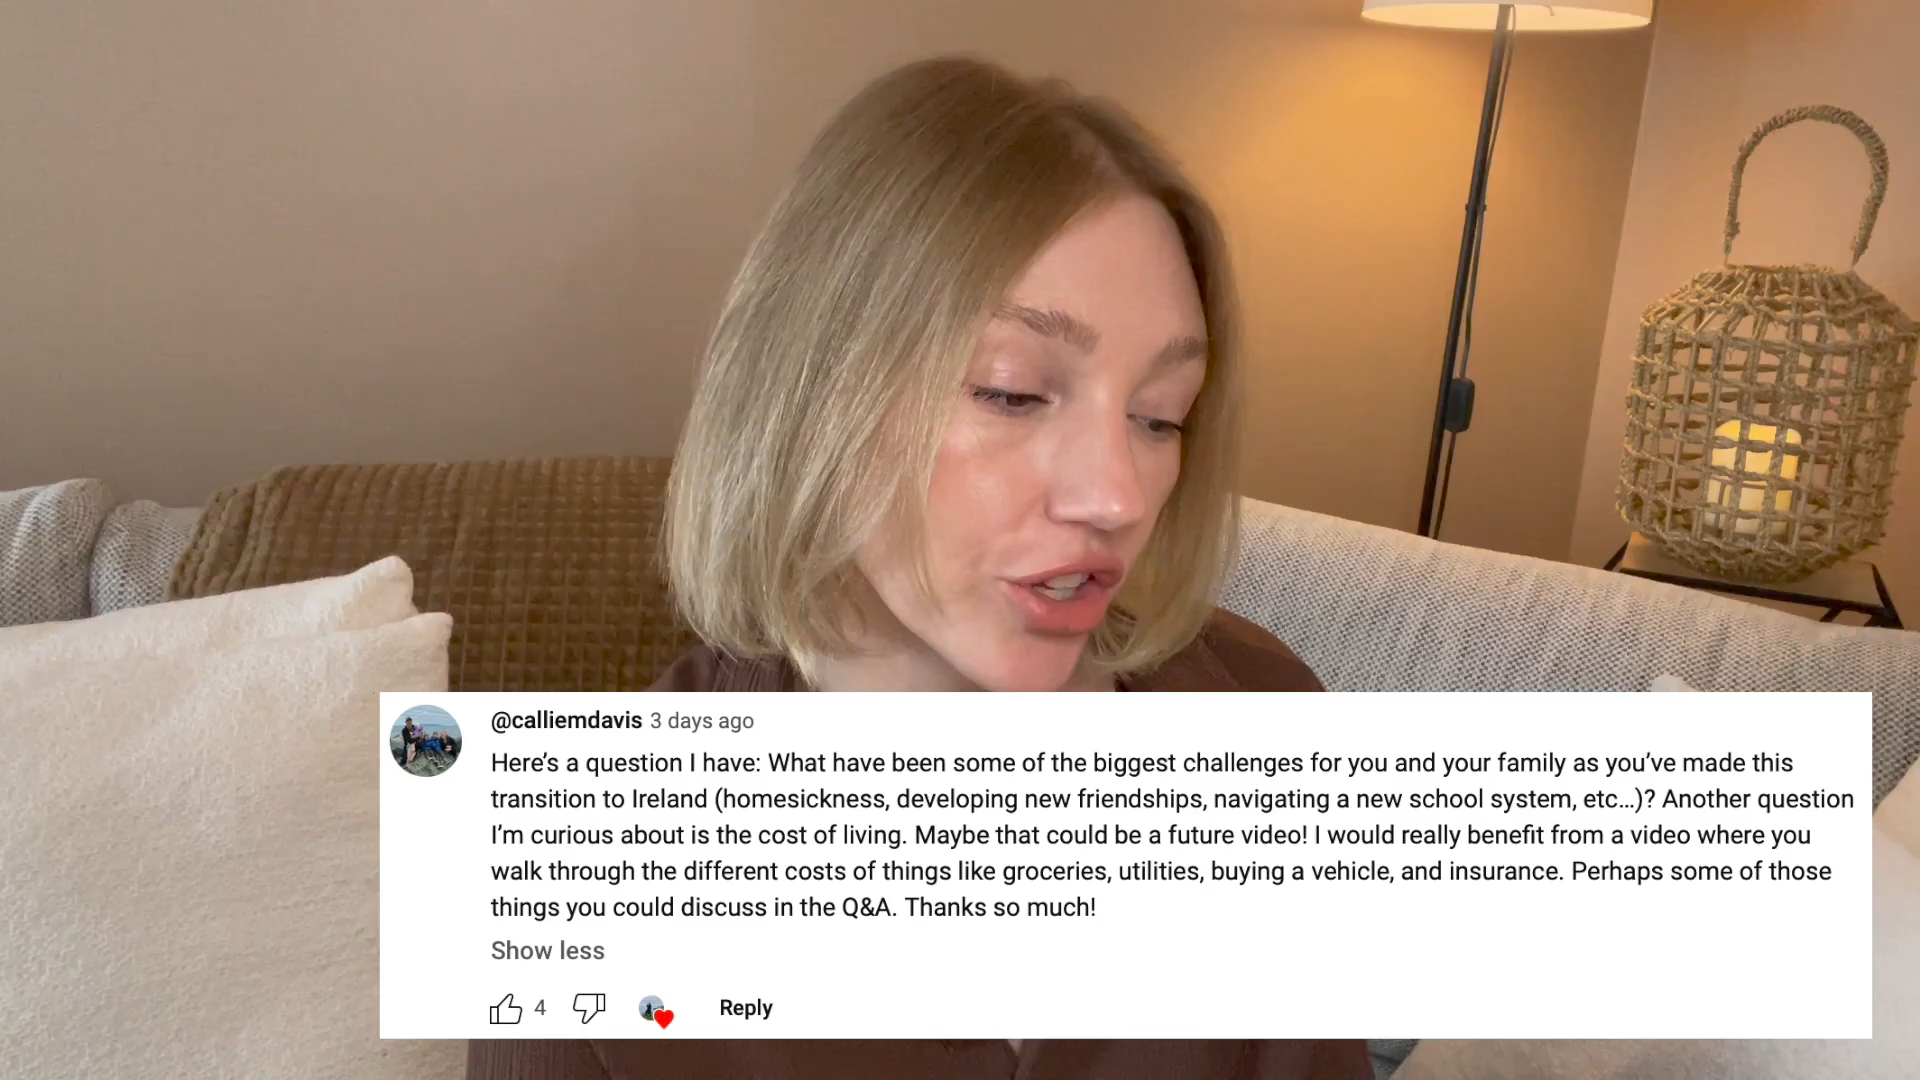 @calliemdavis 3 days ago
Here’s a question I have: What have been some of the biggest challenges for you and your family as you’ve made this
transition to Ireland (homesickness, developing new friendships, navigating a new school system, etc…)? Another question
I’m curious about is the cost of living. Maybe that could be a future video! I would really benefit from a video where you
walk through the different costs of things like groceries, utilities, buying a vehicle, and insurance. Perhaps some of those
things you could discuss in the Q&A. Thanks so much!
Show less
4 Reply